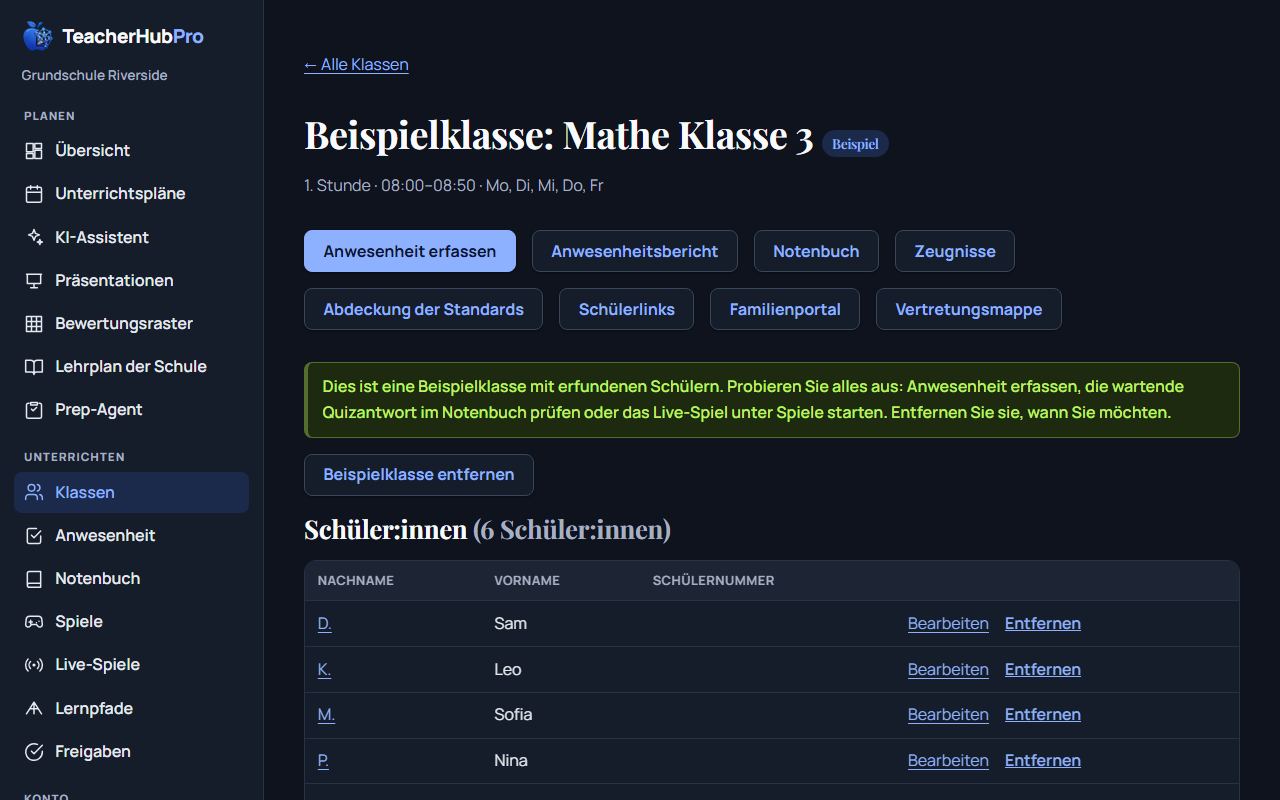 TeacherHubPro
Grundschule Riverside
PLANEN
Übersicht
Unterrichtspläne
KI-Assistent
Präsentationen
Bewertungsraster
Lehrplan der Schule
Prep-Agent
UNTERRICHTEN
Klassen
Anwesenheit
Notenbuch
Spiele
Live-Spiele
Lernpfade
Freigaben
KONTO
← Alle Klassen
Beispielklasse: Mathe Klasse 3 Beispiel
1. Stunde · 08:00–08:50 · Mo, Di, Mi, Do, Fr
Anwesenheit erfassen Anwesenheitsbericht Notenbuch Zeugnisse
Abdeckung der Standards Schülerlinks Familienportal Vertretungsmappe
Dies ist eine Beispielklasse mit erfundenen Schülern. Probieren Sie alles aus: Anwesenheit erfassen, die wartende
Quizantwort im Notenbuch prüfen oder das Live-Spiel unter Spiele starten. Entfernen Sie sie, wann Sie möchten.
Beispielklasse entfernen
Schüler:innen (6 Schüler:innen)
NACHNAME VORNAME SCHÜLERNUMMER
D. Sam Bearbeiten Entfernen
K. Leo Bearbeiten Entfernen
M. Sofia Bearbeiten Entfernen
P. Nina Bearbeiten Entfernen